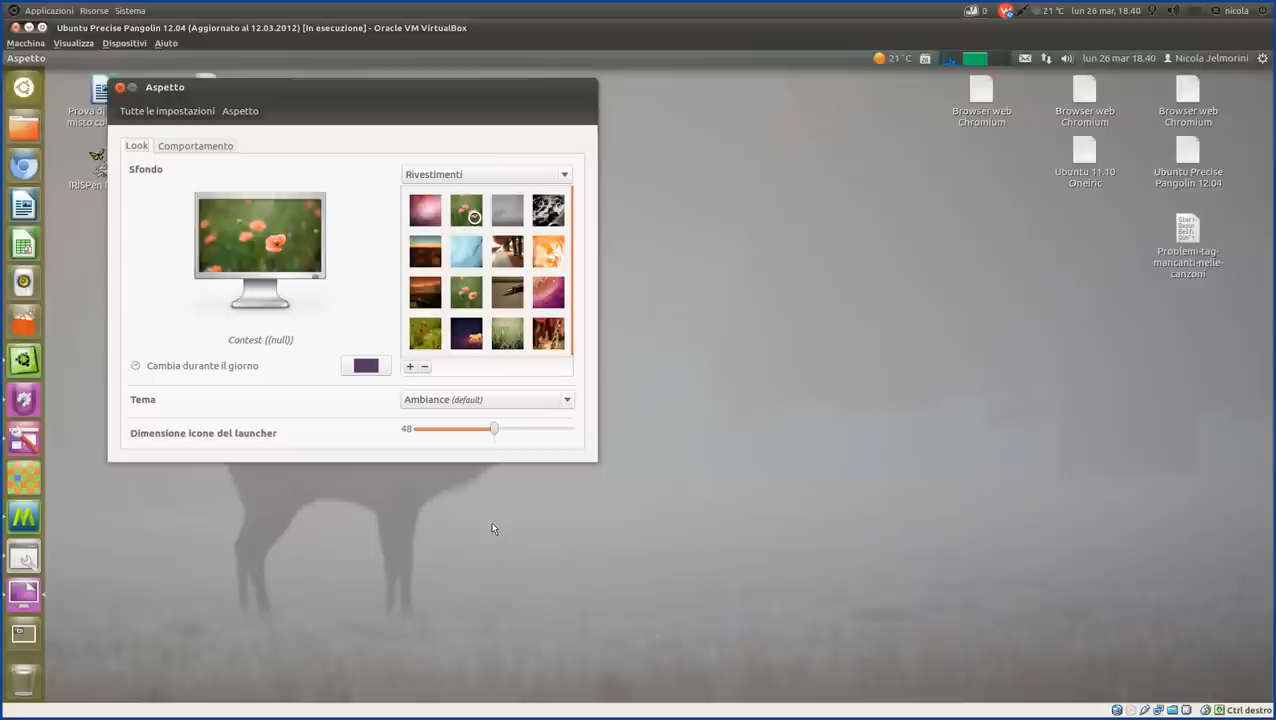 Applicazioni Risorse Sistema
0 21 °C lun 26 mar, 18.40 nicola
Ubuntu Precise Pangolin 12.04 (Aggiornato al 12.03.2012) [In esecuzione] - Oracle VM VirtualBox
Macchina Visualizza Dispositivi Aiuto
Aspetto 21 °C lun 26 mar 18.40 Nicola Jelmorini
Aspetto
Tutte le impostazioni Aspetto
Look Comportamento
Sfondo
Rivestimenti
Contest ((null))
Cambia durante il giorno
+ −
Tema
Ambiance (default)
Dimensione icone del launcher
48
Prova di
misto co
IRISPen
Browser web
Chromium
Browser web
Chromium
Browser web
Chromium
Ubuntu 11.10
Oneiric
Ubuntu Precise
Pangolin 12.04
Problemi-tag-
mancanti-nelle-
canzoni
Ctrl destro